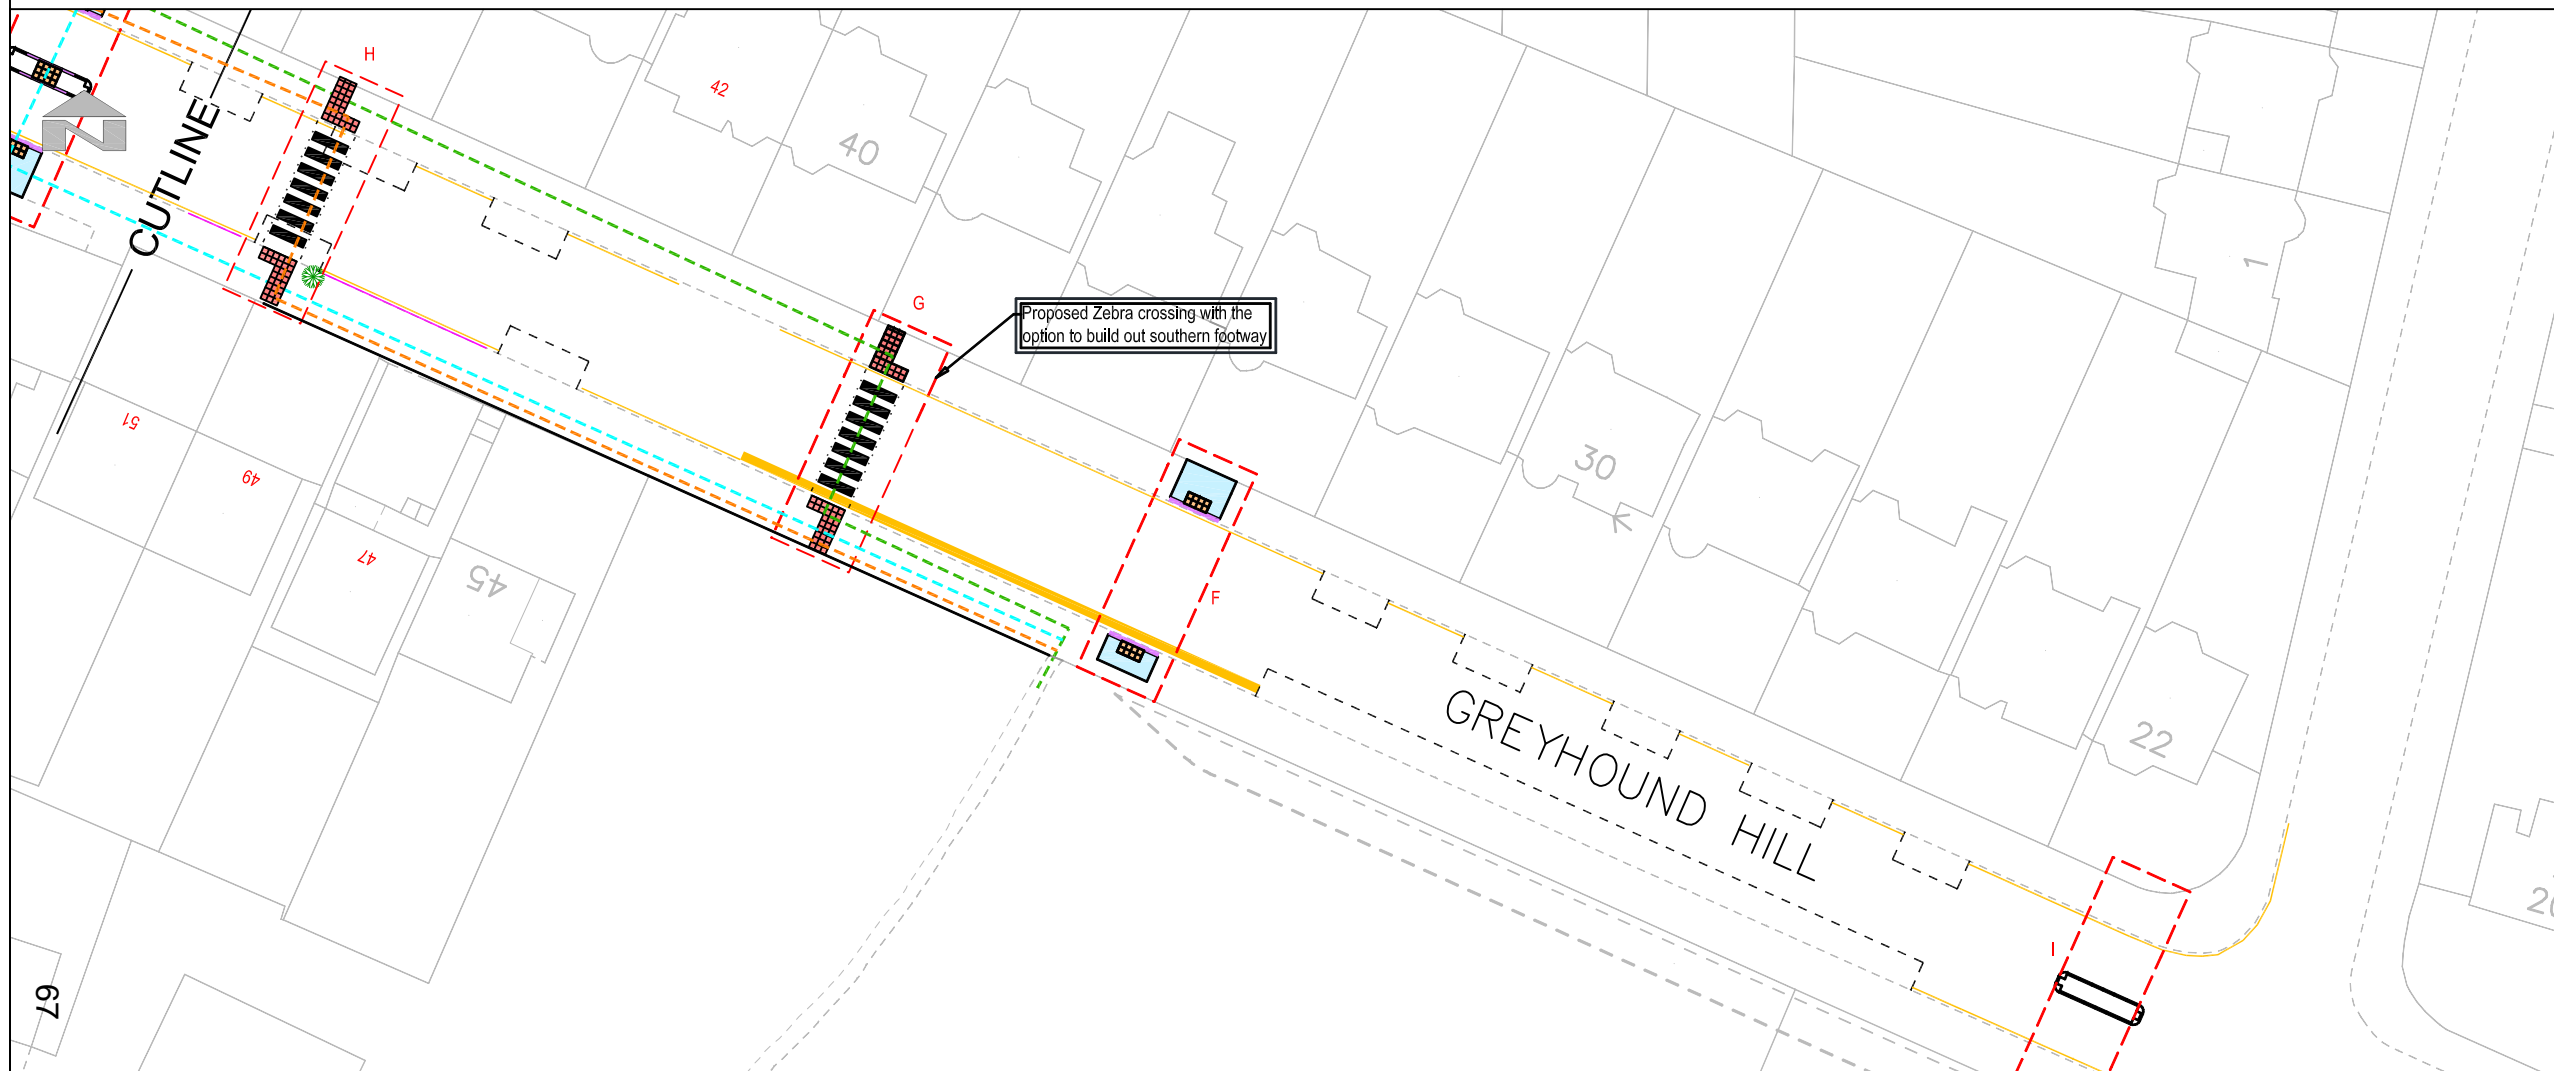 H
42
40
CUTLINE
N
1
G
Proposed Zebra crossing with the
option to build out southern footway
51
49
47
45
30
F
GREYHOUND HILL
22
I
67